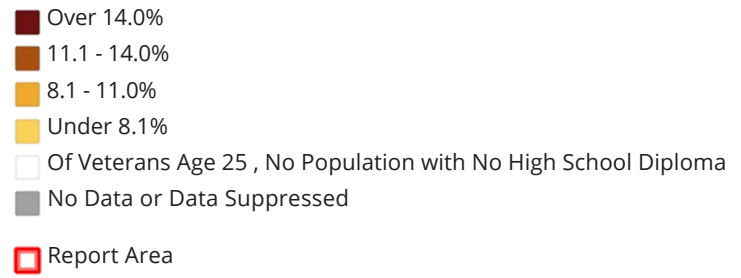 Over 14.0%
11.1 - 14.0%
8.1 - 11.0%
Under 8.1%
Of Veterans Age 25 , No Population with No High School Diploma
No Data or Data Suppressed
Report Area